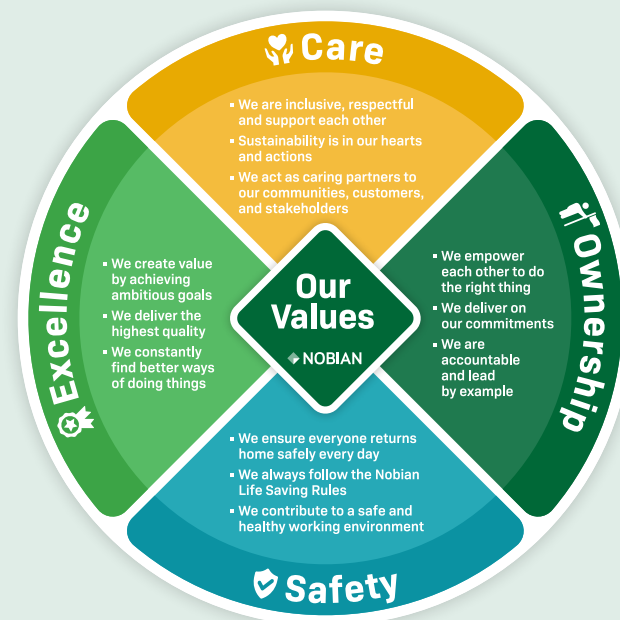 Care
▪ We are inclusive, respectful
and support each other
▪ Sustainability is in our hearts
and actions
▪ We act as caring partners to
our communities, customers,
and stakeholders
Excellence
▪ We create value
by achieving
ambitious goals
▪ We deliver the
highest quality
▪ We constantly
find better ways
of doing things
Our
Values
NOBIAN
Ownership
▪ We empower
each other to do
the right thing
▪ We deliver on
our commitments
▪ We are
accountable
and lead
by example
▪ We ensure everyone returns
home safely every day
▪ We always follow the Nobian
Life Saving Rules
▪ We contribute to a safe and
healthy working environment
Safety